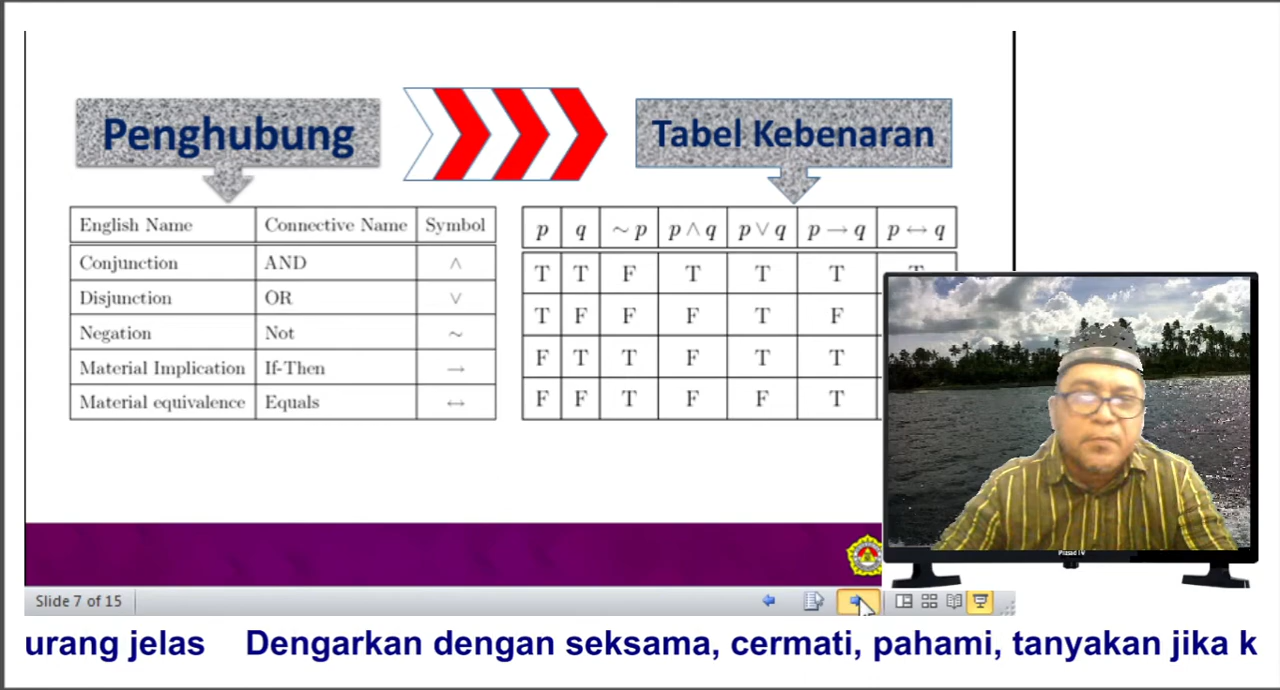 Penghubung
Tabel Kebenaran
English Name Connective Name Symbol
Conjunction AND ∧
Disjunction OR ∨
Negation Not ~
Material Implication If-Then →
Material equivalence Equals ↔
p q ~ p p ∧ q p ∨ q p → q p ↔ q
T T F T T T
T F F F T F
F T T F T T
F F T F F T
Slide 7 of 15
urang jelas Dengarkan dengan seksama, cermati, pahami, tanyakan jika k